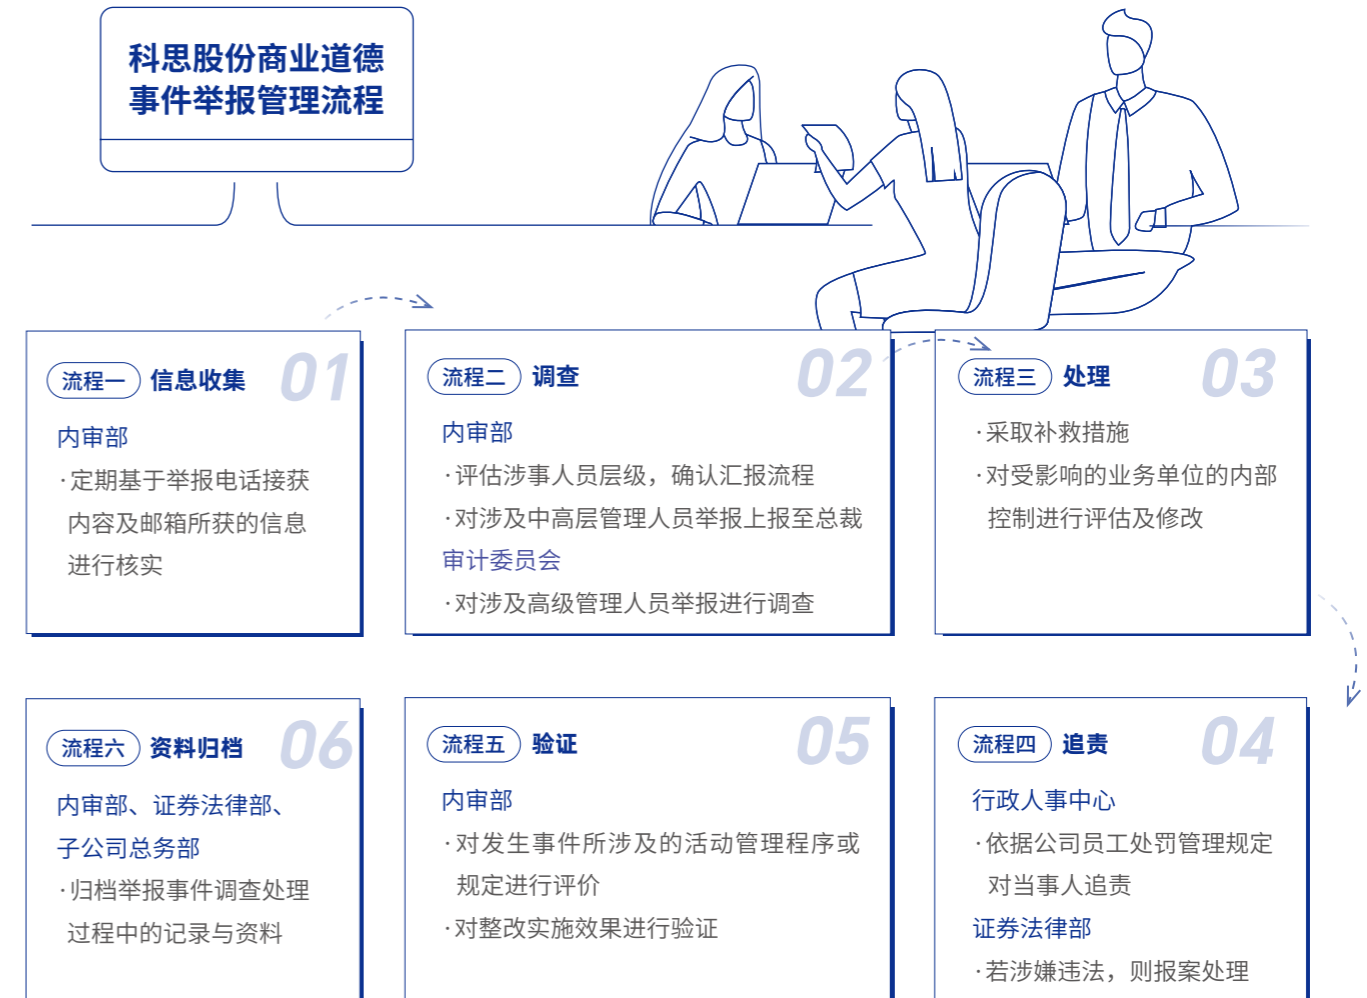 科思股份商业道德
事件举报管理流程
流程一 信息收集 01
内审部
·定期基于举报电话接获
内容及邮箱所获的信息
进行核实
流程二 调查 02
内审部
·评估涉事人员层级，确认汇报流程
·对涉及中高层管理人员举报上报至总裁
审计委员会
·对涉及高级管理人员举报进行调查
流程三 处理 03
·采取补救措施
·对受影响的业务单位的内部
控制进行评估及修改
流程四 追责 04
行政人事中心
·依据公司员工处罚管理规定
对当事人追责
证券法律部
·若涉嫌违法，则报案处理
流程五 验证 05
内审部
·对发生事件所涉及的活动管理程序或
规定进行评价
·对整改实施效果进行验证
流程六 资料归档 06
内审部、证券法律部、
子公司总务部
·归档举报事件调查处理
过程中的记录与资料